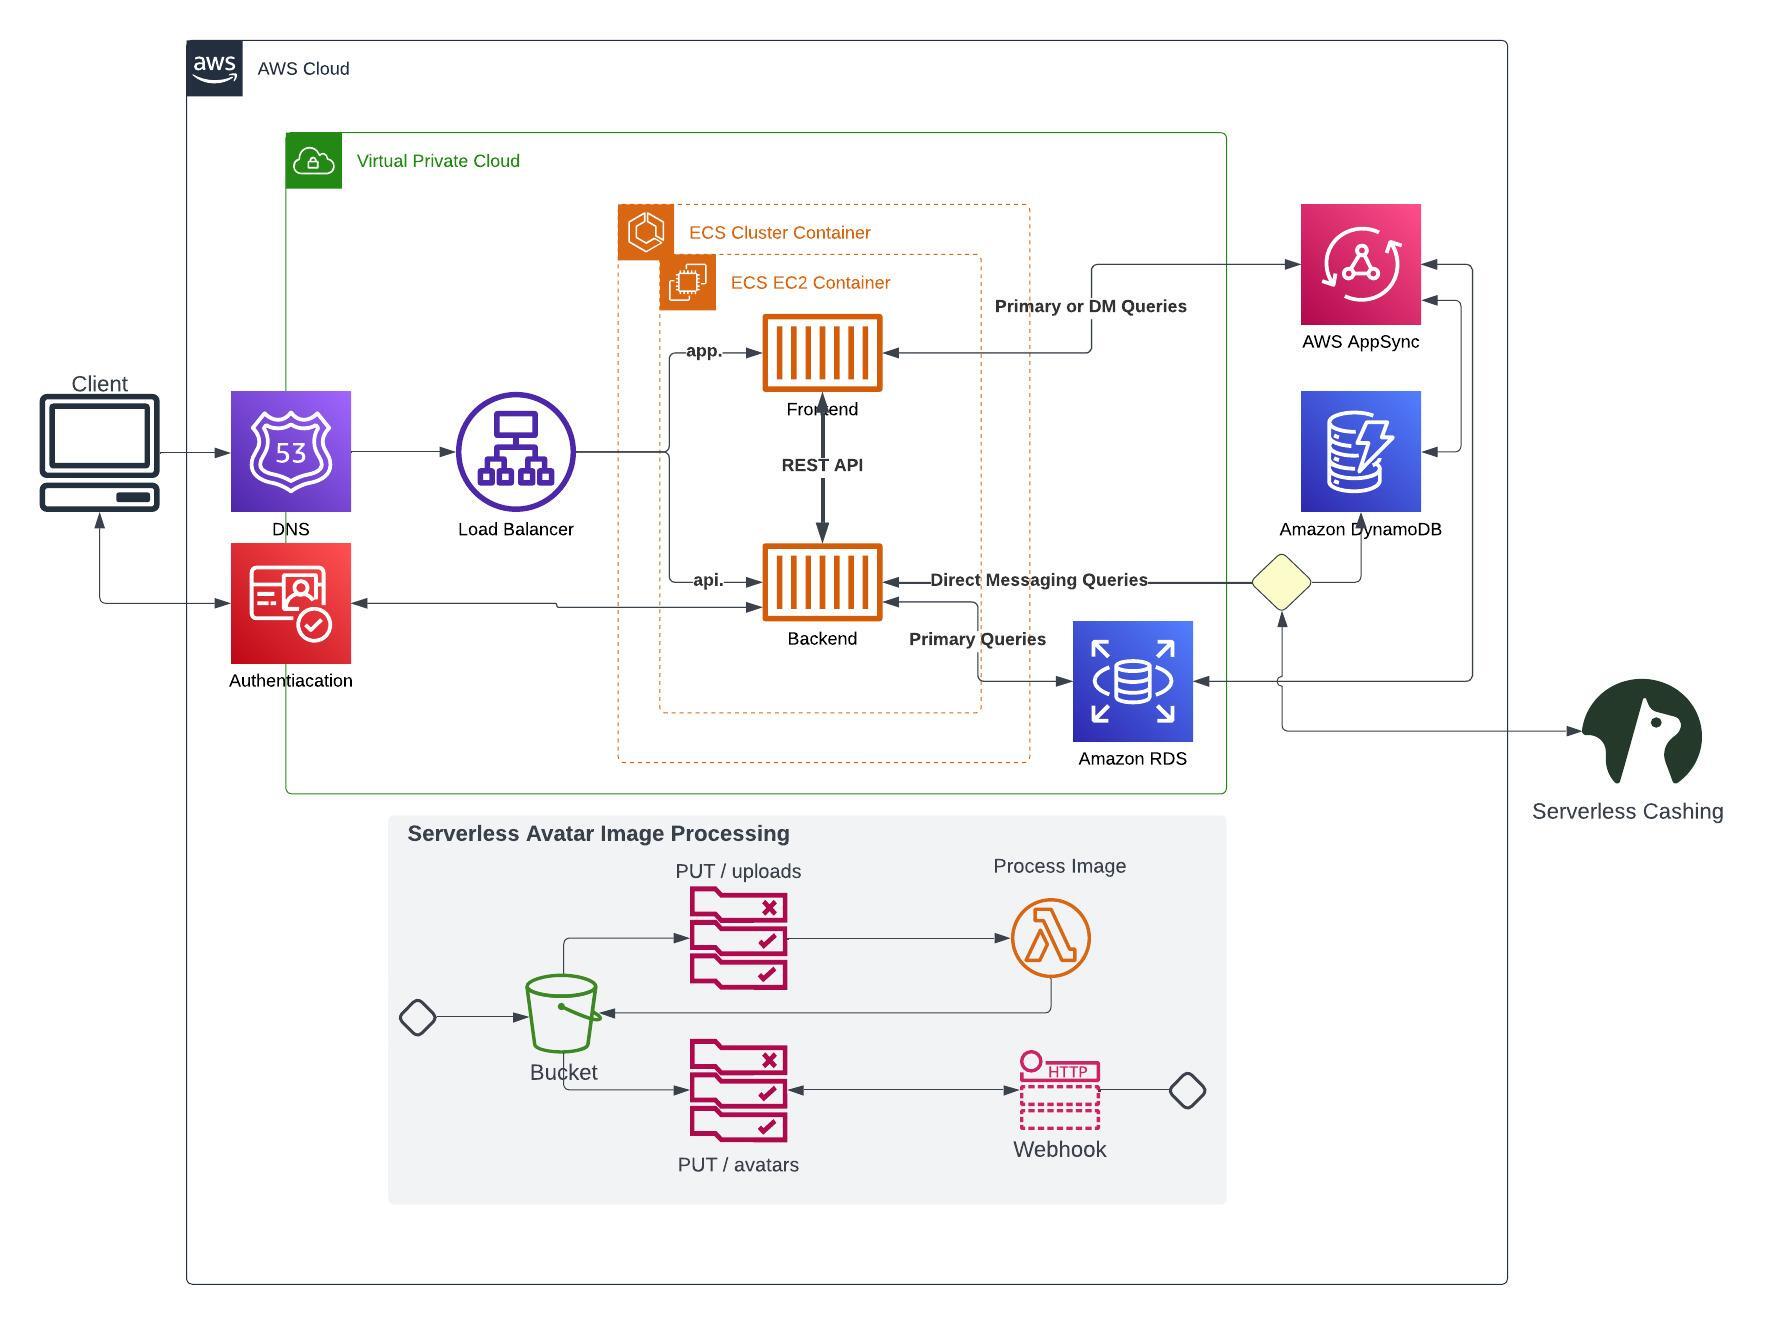 aws
AWS Cloud
Virtual Private Cloud
ECS Cluster Container
ECS EC2 Container
Primary or DM Queries
AWS AppSync
app.
Client
Frontend
53
REST API
DNS
Load Balancer
Amazon DynamoDB
api.
Direct Messaging Queries
Backend
Primary Queries
Authentiacation
Amazon RDS
Serverless Cashing
Serverless Avatar Image Processing
PUT / uploads
Process Image
Bucket
HTTP
Webhook
PUT / avatars